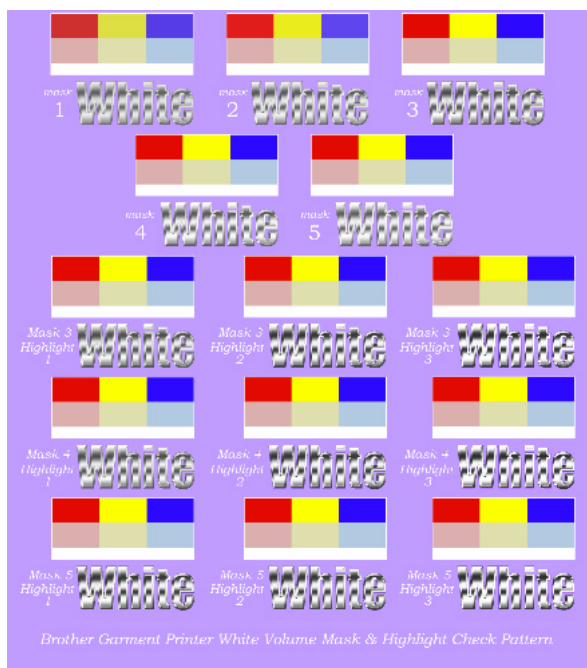 mask 1 White mask 2 White mask 3 White
mask 4 White mask 5 White
Mask 3 Highlight 1 White Mask 3 Highlight 2 White Mask 3 Highlight 3 White
Mask 4 Highlight 1 White Mask 4 Highlight 2 White Mask 4 Highlight 3 White
Mask 5 Highlight 1 White Mask 5 Highlight 2 White Mask 5 Highlight 3 White
Brother Garment Printer White Volume Mask & Highlight Check Pattern